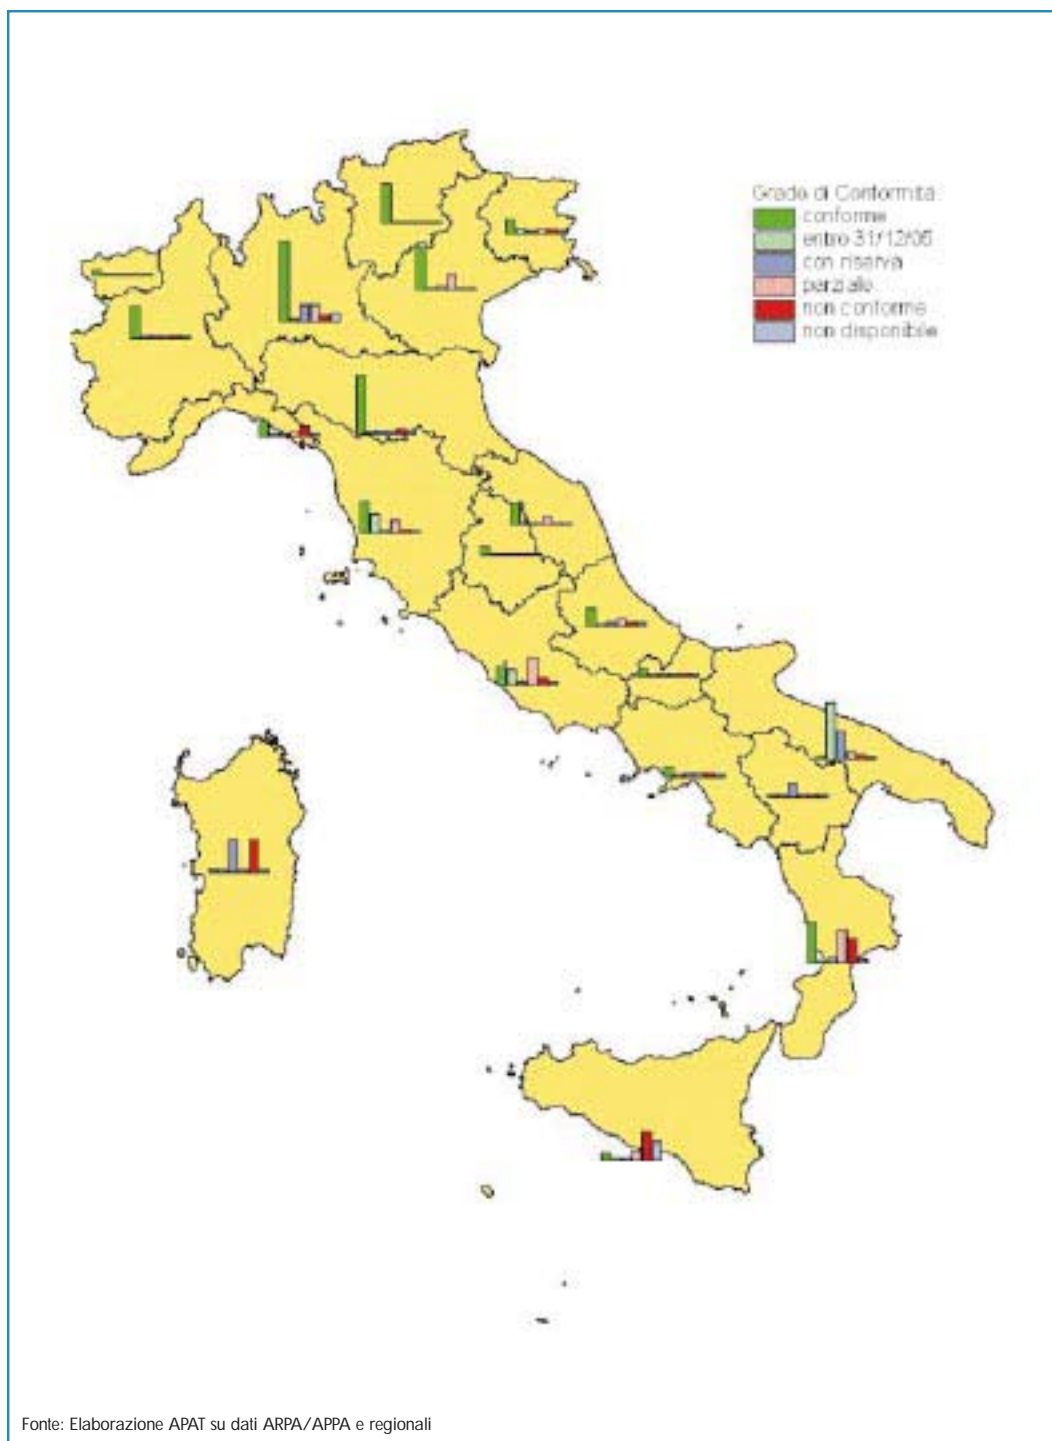 Grado di Conformità
conforme
entro 31/12/05
con riserva
parziale
non conforme
non disponibile
Fonte: Elaborazione APAT su dati ARPA/APPA e regionali